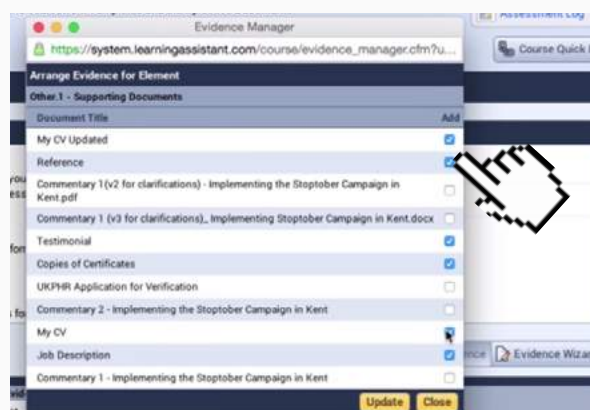 Evidence Manager
Assessment Log
https://system.learningassistant.com/course/evidence_manager.cfm?u...
Course Quick
Arrange Evidence for Element
Other.1 - Supporting Documents
Document Title Add
My CV Updated
Reference
Commentary 1(v2 for clarifications) - Implementing the Stoptober Campaign in
Kent.pdf
Commentary 1 (v3 for clarifications)_ Implementing Stoptober Campaign in Kent.docx
Testimonial
Copies of Certificates
UKPHR Application for Verification
Commentary 2 - Implementing the Stoptober Campaign in Kent
My CV
Job Description
Evidence Wiza
Commentary 1 - Implementing the Stoptober Campaign in Kent
Update Close